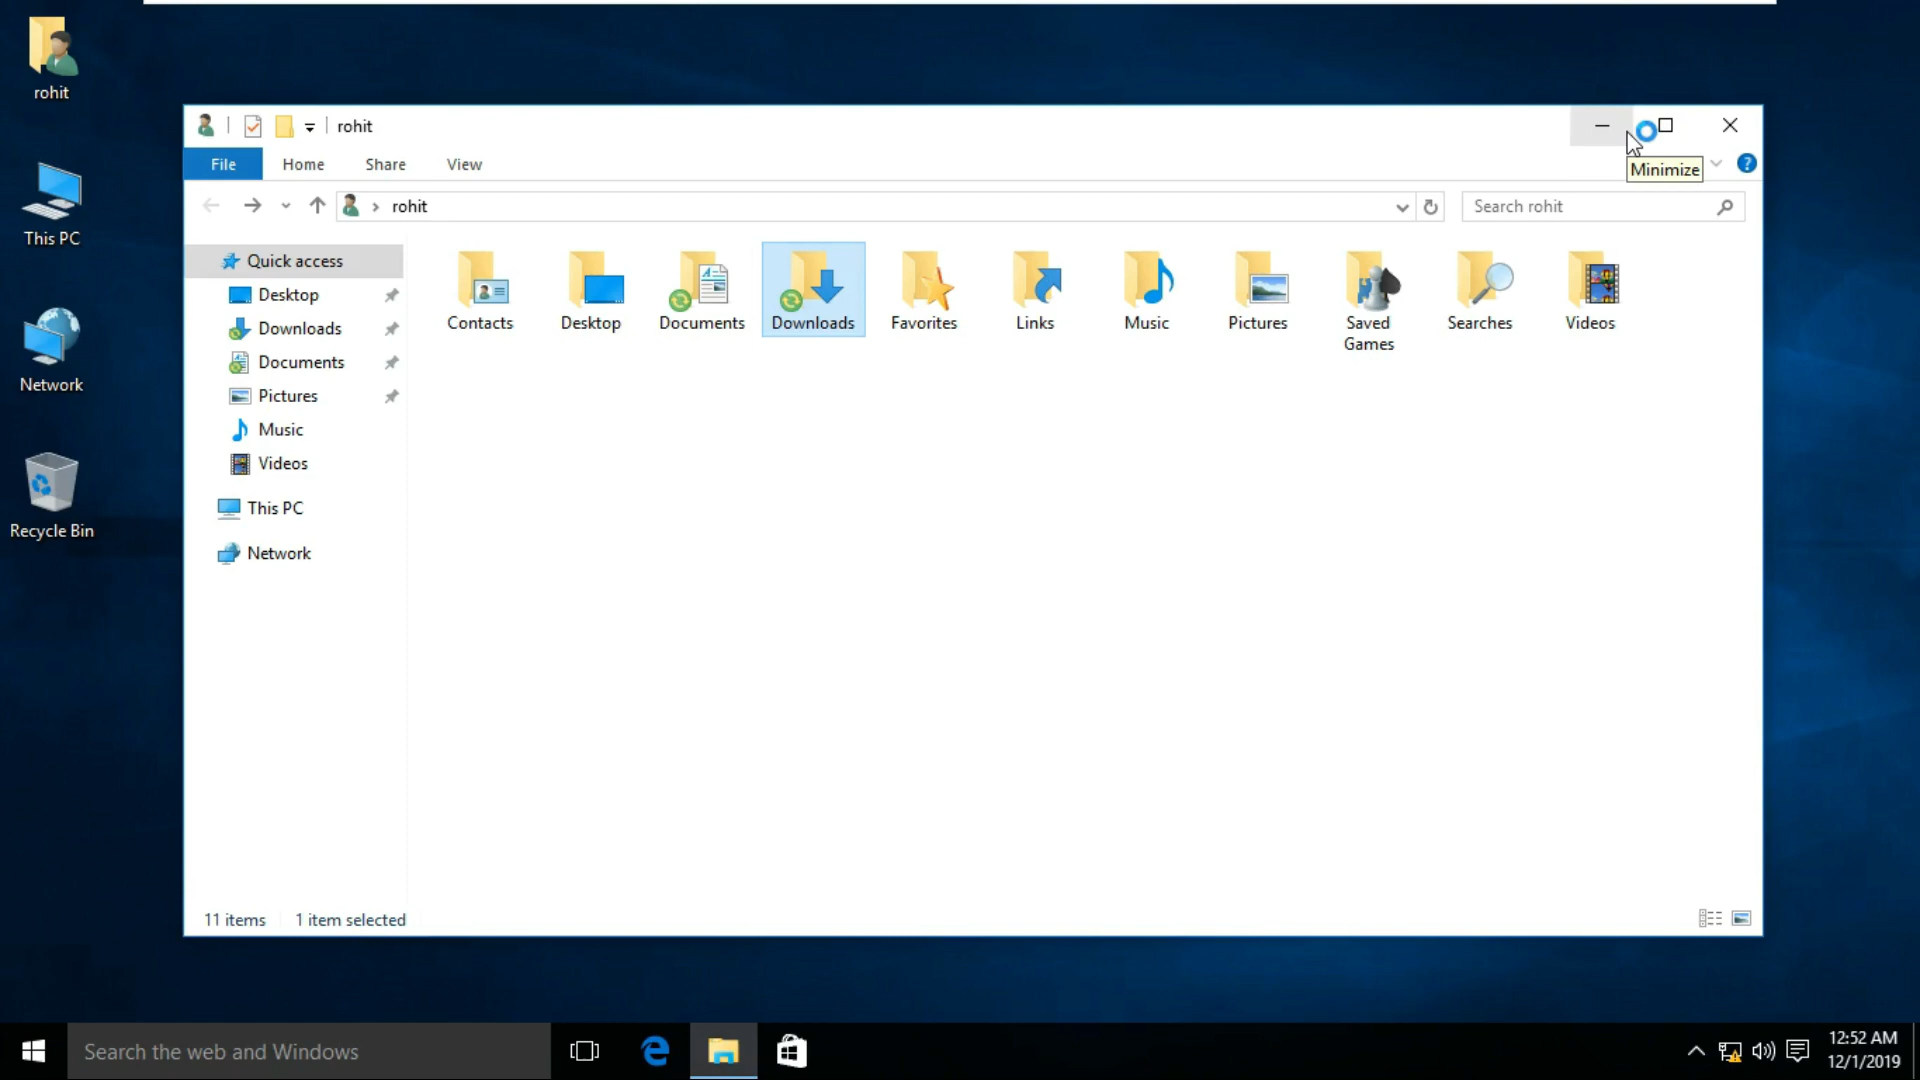 rohit
This PC
Network
Recycle Bin
rohit
Minimize
File Home Share View
rohit
Search rohit
Quick access
Desktop
Downloads
Documents
Pictures
Music
Videos
This PC
Network
Contacts
Desktop
Documents
Downloads
Favorites
Links
Music
Pictures
Saved
Games
Searches
Videos
11 items 1 item selected
Search the web and Windows
12:52 AM
12/1/2019